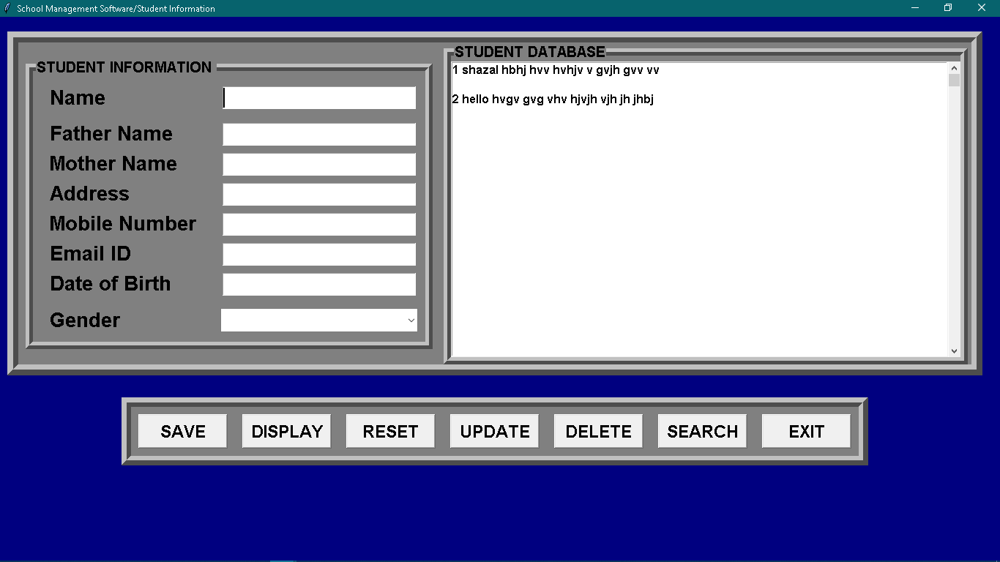 School Management Software/Student Information
STUDENT INFORMATION
Name
Father Name
Mother Name
Address
Mobile Number
Email ID
Date of Birth
Gender
STUDENT DATABASE
1 shazal hbhj hvv hvhjv v gvjh gvv vv
2 hello hvgv gvg vhv hjvjh vjh jh jhbj
SAVE DISPLAY RESET UPDATE DELETE SEARCH EXIT